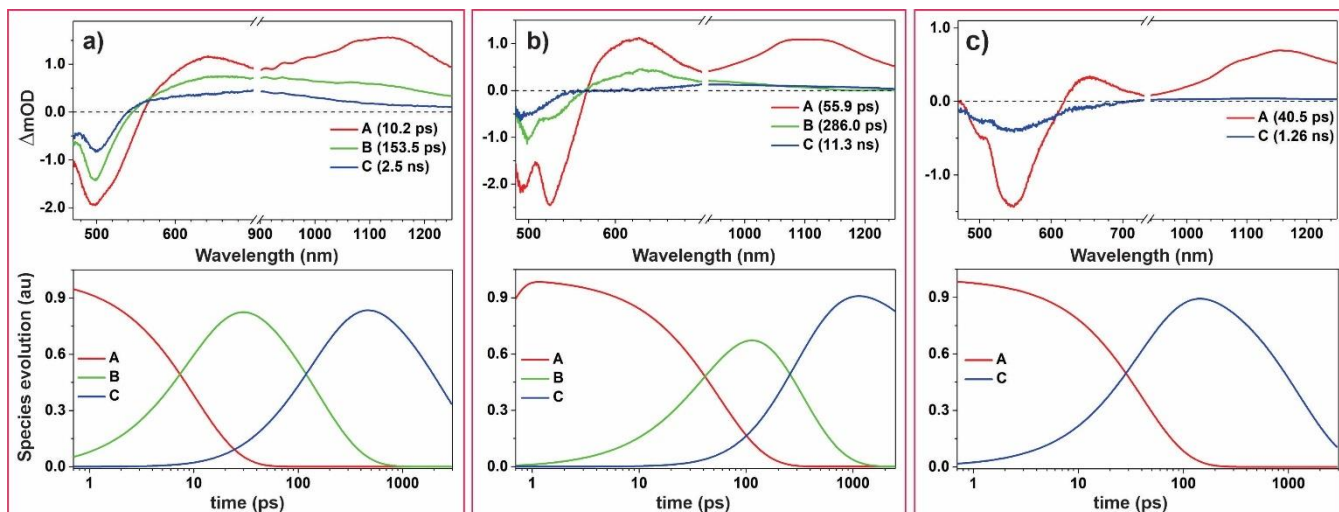 a)
1.0
0.0
-1.0
-2.0
ΔmOD
A (10.2 ps)
B (153.5 ps)
C (2.5 ns)
500 600 900 1000 1100 1200
Wavelength (nm)
b)
1.0
0.0
-1.0
-2.0
A (55.9 ps)
B (286.0 ps)
C (11.3 ns)
500 600 1000 1100 1200
Wavelength (nm)
c)
1.0
0.0
-1.0
A (40.5 ps)
C (1.26 ns)
500 600 700 1000 1100 1200
Wavelength (nm)
0.9
0.6
0.3
0.0
Species evolution (au)
A
B
C
1 10 100 1000
time (ps)
0.9
0.6
0.3
0.0
A
B
C
1 10 100 1000
time (ps)
0.9
0.6
0.3
0.0
A
C
1 10 100 1000
time (ps)